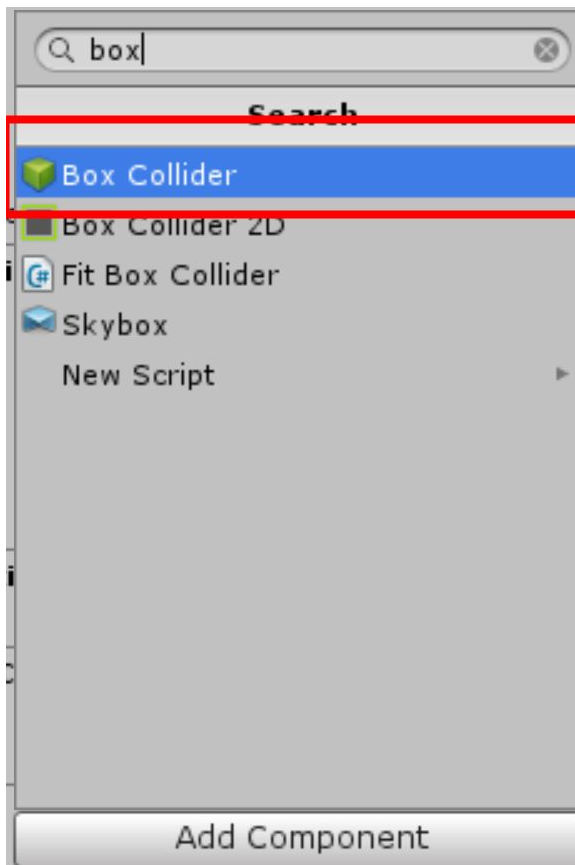 box
Search
Box Collider
Box Collider 2D
Fit Box Collider
Skybox
New Script
Add Component